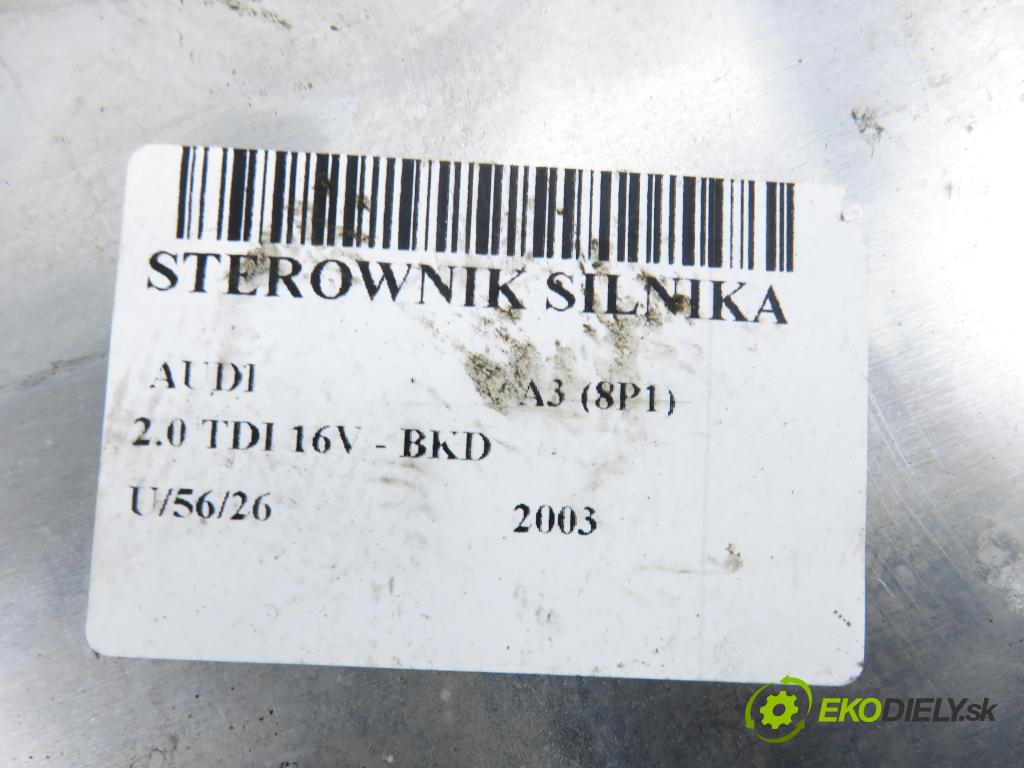 STEROWNIK SILNIKA
AUDI A3 (8P1)
2.0 TDI 16V - BKD
U/56/26 2003
EKODIELY.sk